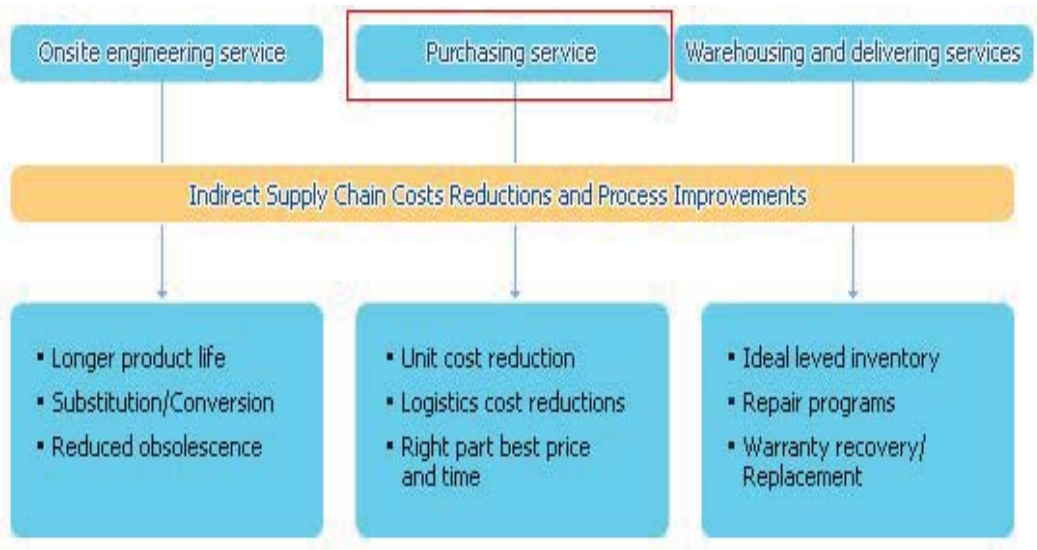 Onsite engineering service
Purchasing service
Warehousing and delivering services
Indirect Supply Chain Costs Reductions and Process Improvements
▪ Longer product life
▪ Substitution/Conversion
▪ Reduced obsolescence
▪ Unit cost reduction
▪ Logistics cost reductions
▪ Right part best price
and time
▪ Ideal leved inventory
▪ Repair programs
▪ Warranty recovery/
Replacement